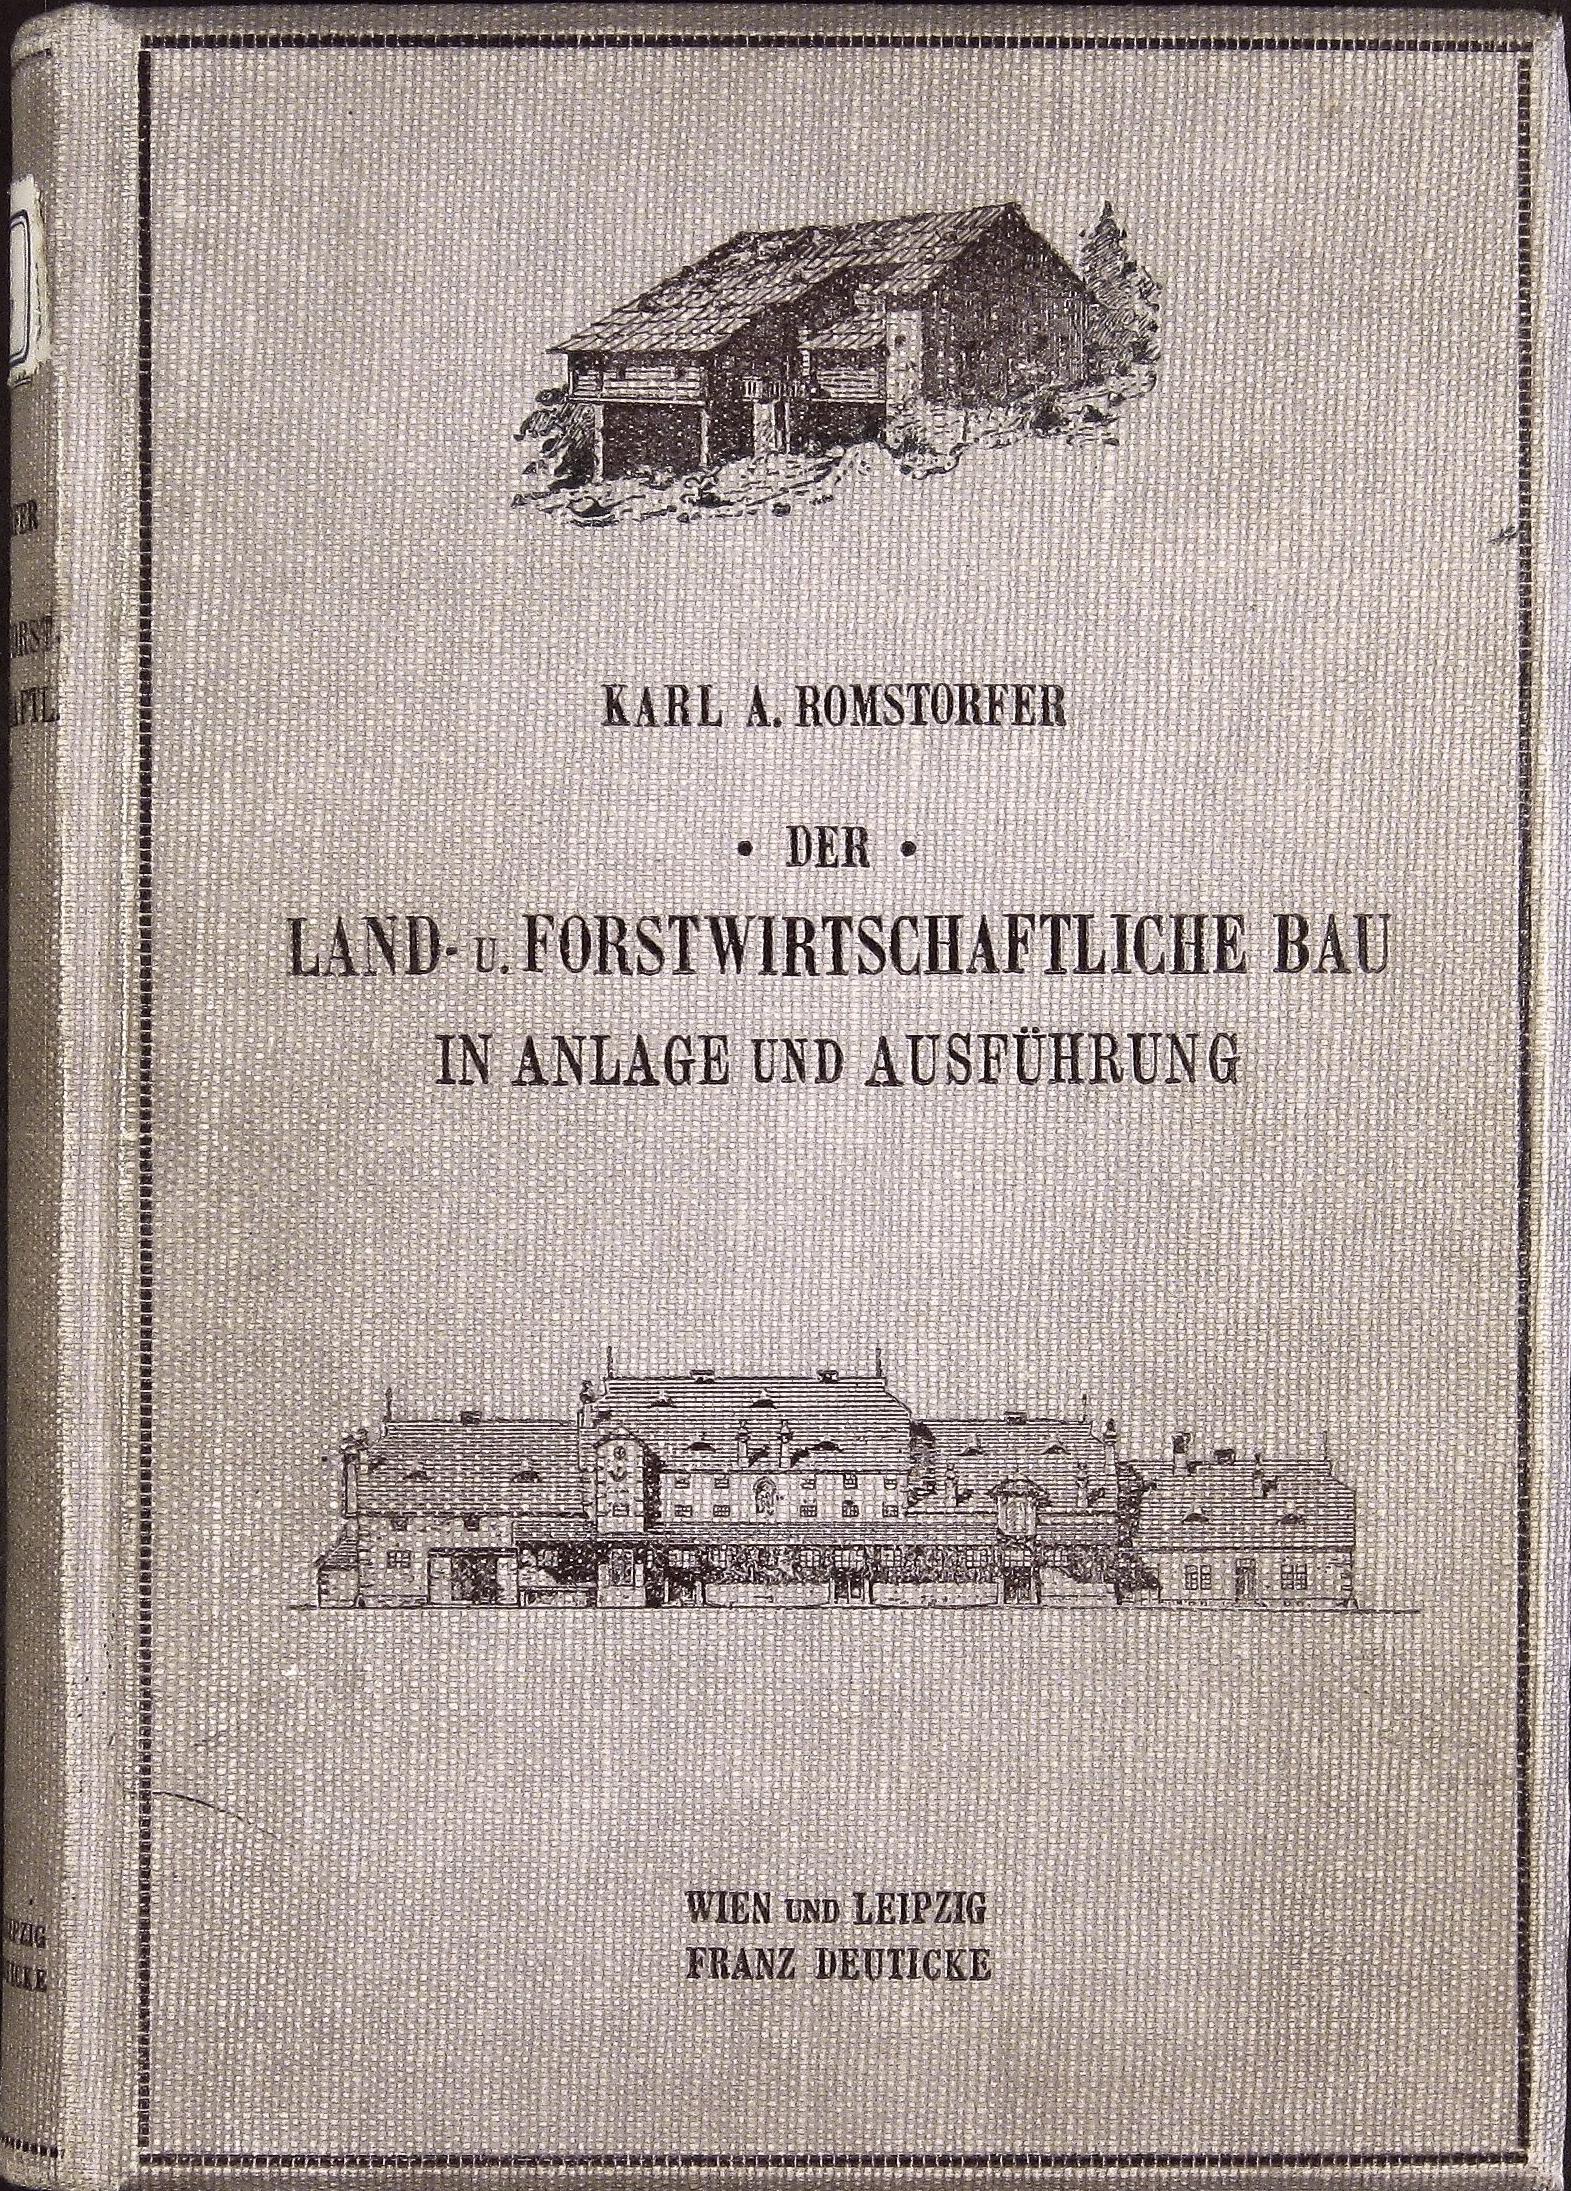 KARL A. ROMSTORFER
• DER •
LAND- U. FORSTWIRTSCHAFTLICHE BAU
IN ANLAGE UND AUSFÜHRUNG
WIEN UND LEIPZIG
FRANZ DEUTICKE